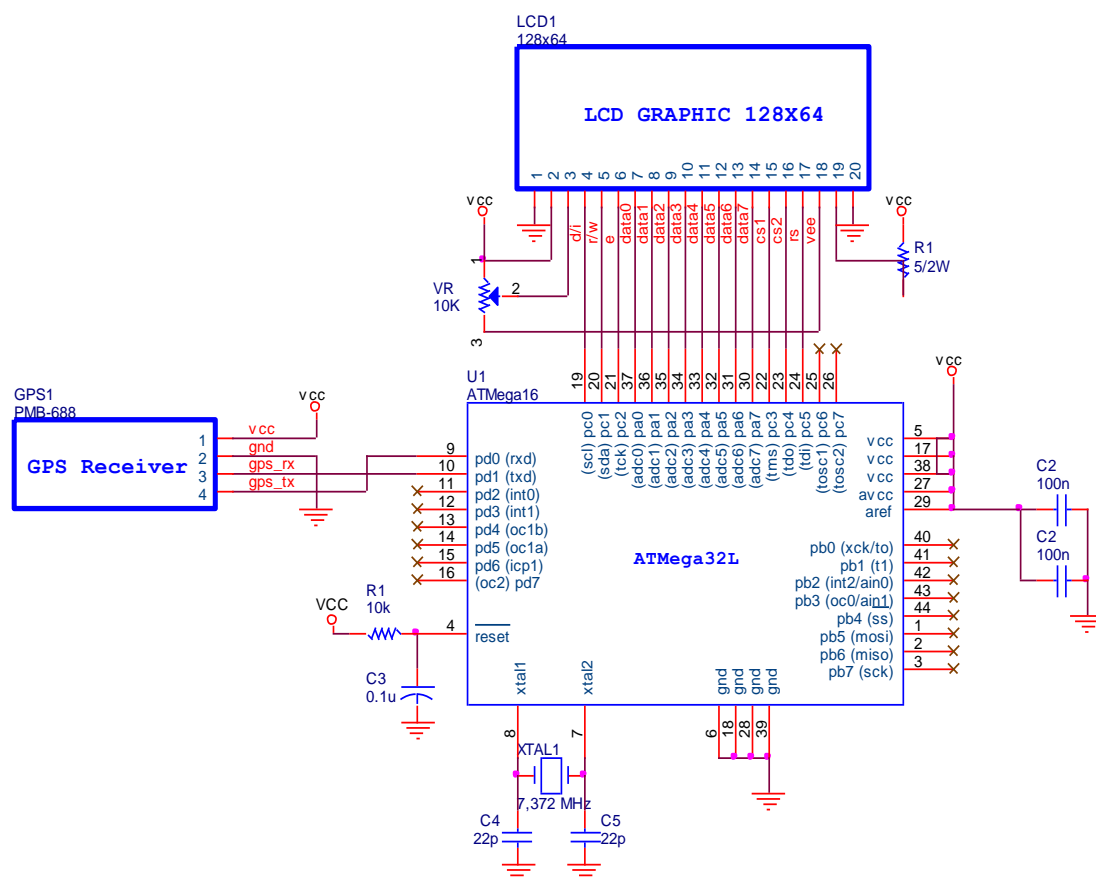 LCD1
128x64
LCD GRAPHIC 128X64
1 2 3 4 5 6 7 8 9 10 11 12 13 14 15 16 17 18 19 20
d/i r/w e data0 data1 data2 data3 data4 data5 data6 data7 cs1 cs2 rs vee
vcc
1
VR
10K
2
3
vcc
R1
5/2W
GPS1
PMB-688
GPS Receiver
1 vcc
2 gnd
3 gps_rx
4 gps_tx
vcc
U1
ATMega16
19 20 21 37 36 35 34 33 32 31 30 22 23 24 25 26
(scl) pc0
(sda) pc1
(tck) pc2
(adc0) pa0
(adc1) pa1
(adc2) pa2
(adc3) pa3
(adc4) pa4
(adc5) pa5
(adc6) pa6
(adc7) pa7
(tms) pc3
(tdo) pc4
(tdi) pc5
(tosc1) pc6
(tosc2) pc7
9 pd0 (rxd)
10 pd1 (txd)
11 pd2 (int0)
12 pd3 (int1)
13 pd4 (oc1b)
14 pd5 (oc1a)
15 pd6 (icp1)
16 (oc2) pd7
4 reset
ATMega32L
vcc
vcc 5
vcc 17
vcc 38
avcc 27
aref 29
pb0 (xck/to) 40
pb1 (t1) 41
pb2 (int2/ain0) 42
pb3 (oc0/ain1) 43
pb4 (ss) 44
pb5 (mosi) 1
pb6 (miso) 2
pb7 (sck) 3
C2
100n
C2
100n
VCC
R1
10k
C3
0.1u
xtal1 xtal2
8 7
gnd gnd gnd gnd
6 18 28 39
XTAL1
7,372 MHz
C4
22p
C5
22p